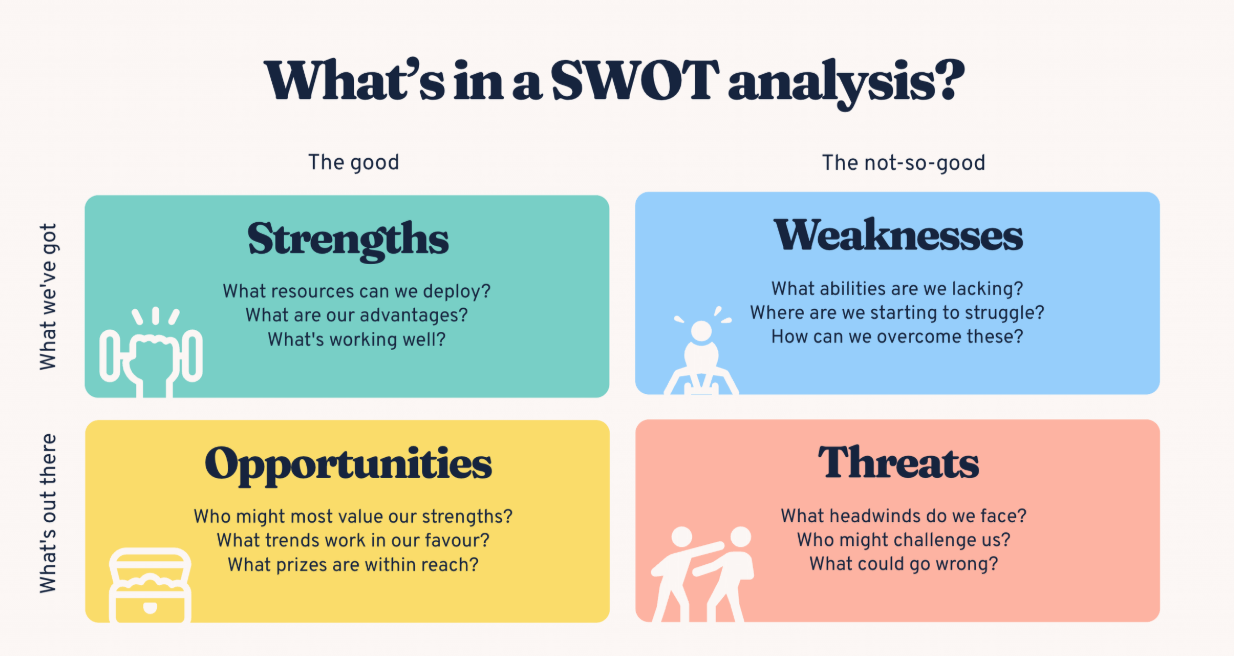 What’s in a SWOT analysis?
The good
The not-so-good
What we've got
Strengths
What resources can we deploy?
What are our advantages?
What's working well?
Weaknesses
What abilities are we lacking?
Where are we starting to struggle?
How can we overcome these?
What's out there
Opportunities
Who might most value our strengths?
What trends work in our favour?
What prizes are within reach?
Threats
What headwinds do we face?
Who might challenge us?
What could go wrong?